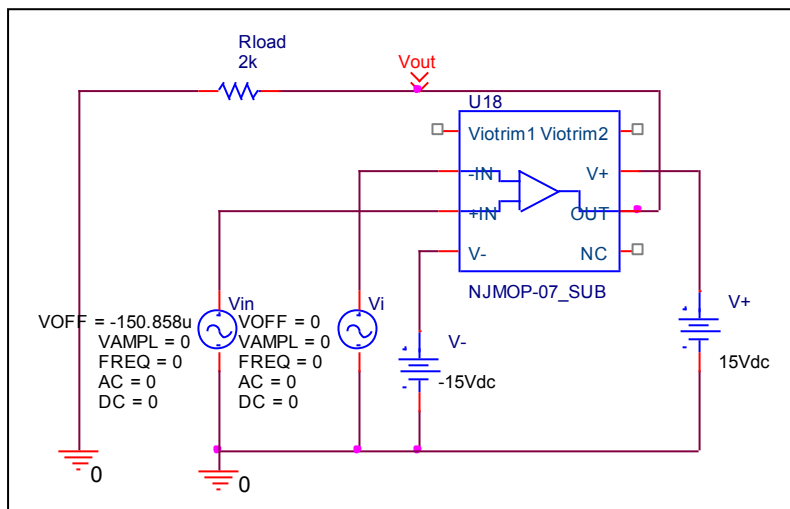 Rload
2k
Vout
U18
Viotrim1 Viotrim2
-IN V+
+IN OUT
V- NC
NJMOP-07_SUB
Vin
VOFF = -150.858u
VAMPL = 0
FREQ = 0
AC = 0
DC = 0
Vi
VOFF = 0
VAMPL = 0
FREQ = 0
AC = 0
DC = 0
V-
-15Vdc
V+
15Vdc
0
0